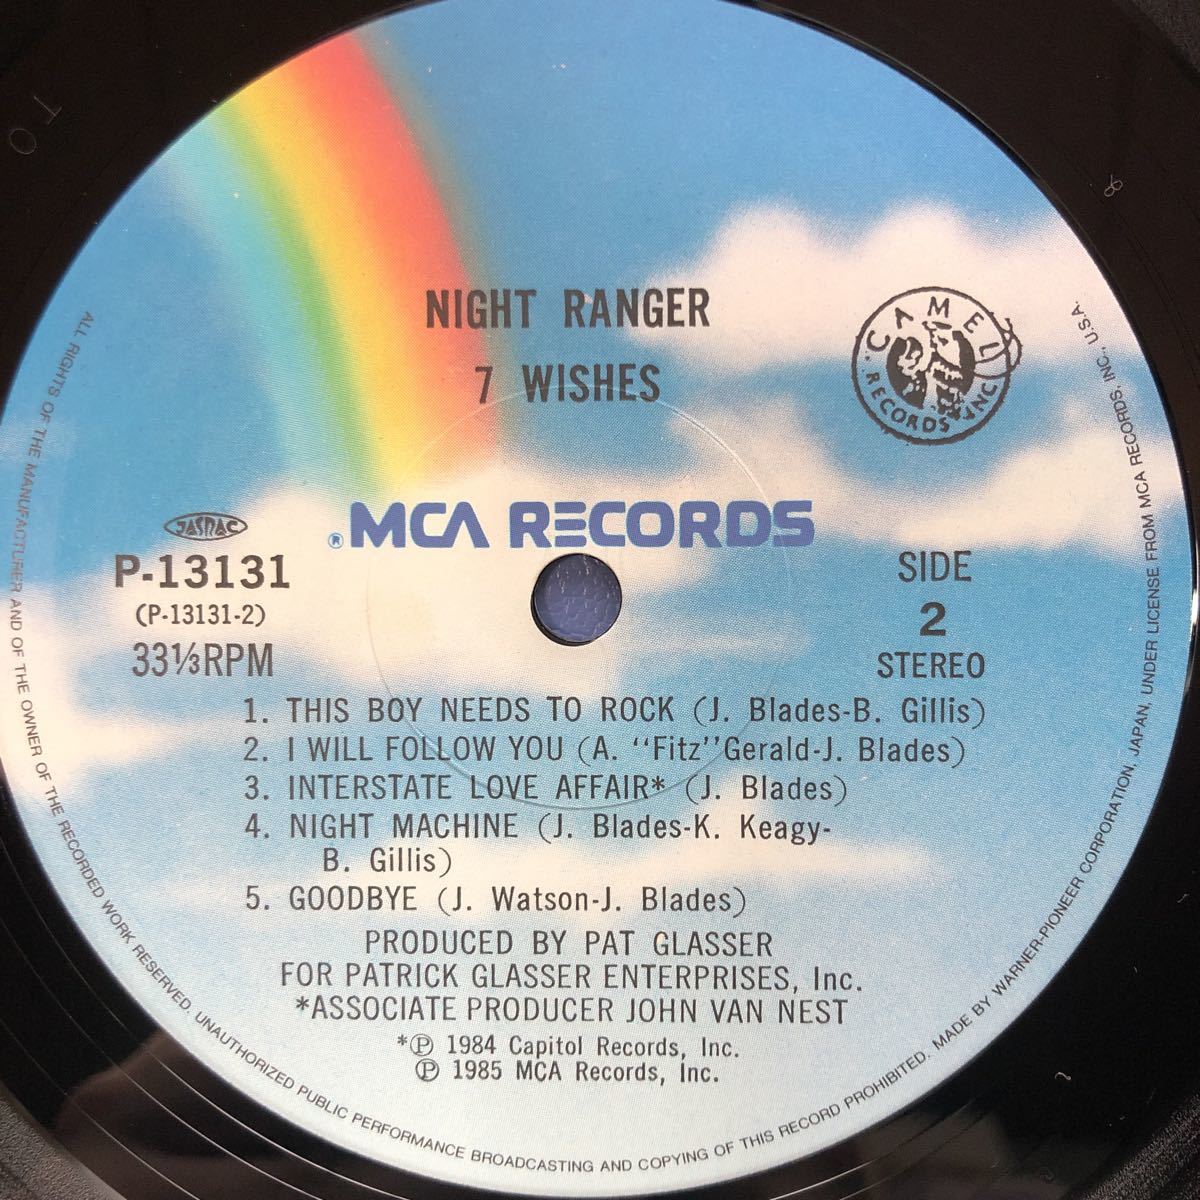 NIGHT RANGER
7 WISHES
CAMEL
RECORDS INC.
® MCA RECORDS
JASRAC
P-13131
(P-13131-2)
33⅓RPM
SIDE
2
STEREO
1. THIS BOY NEEDS TO ROCK (J. Blades-B. Gillis)
2. I WILL FOLLOW YOU (A. “Fitz”Gerald-J. Blades)
3. INTERSTATE LOVE AFFAIR* (J. Blades)
4. NIGHT MACHINE (J. Blades-K. Keagy-
B. Gillis)
5. GOODBYE (J. Watson-J. Blades)
PRODUCED BY PAT GLASSER
FOR PATRICK GLASSER ENTERPRISES, Inc.
*ASSOCIATE PRODUCER JOHN VAN NEST
*Ⓟ 1984 Capitol Records, Inc.
Ⓟ 1985 MCA Records, Inc.
ALL RIGHTS OF THE MANUFACTURER AND OF THE OWNER OF THE RECORDED WORK RESERVED. UNAUTHORIZED PUBLIC PERFORMANCE BROADCASTING AND COPYING OF THIS RECORD PROHIBITED. MADE BY WARNER-PIONEER CORPORATION, JAPAN, UNDER LICENSE FROM MCA RECORDS, INC., U.S.A.